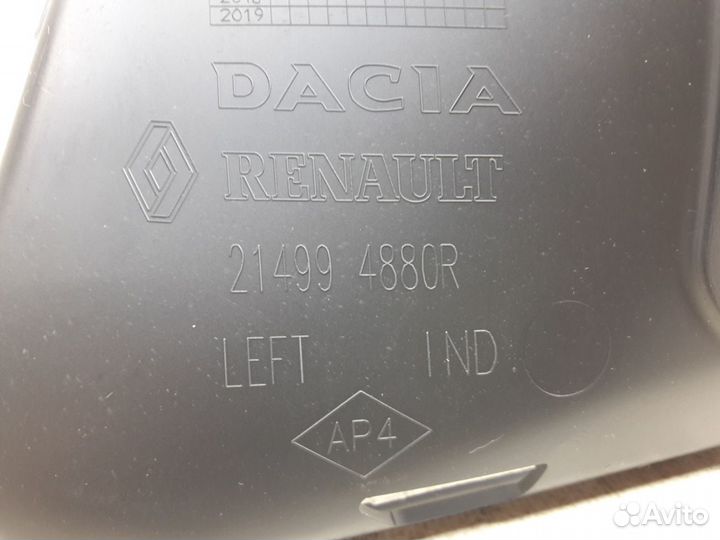 2019
DACIA
RENAULT
21499 4880R
LEFT IND
AP4
Avito